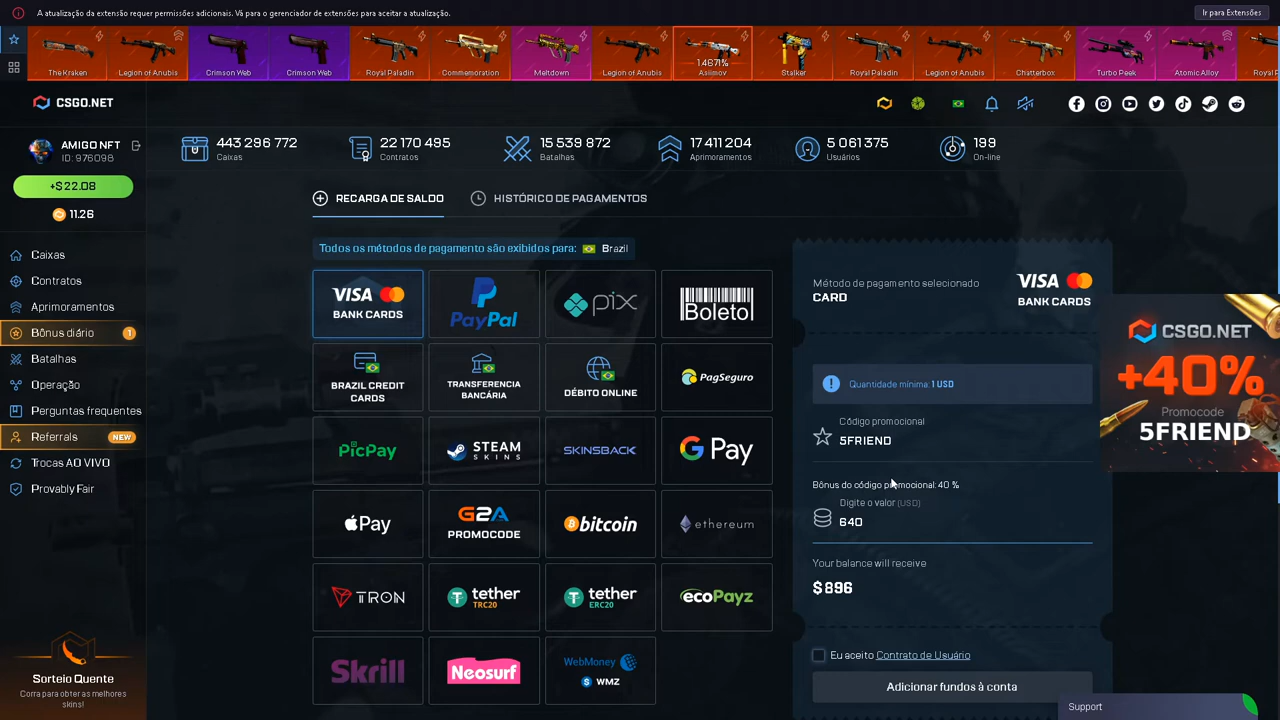 A atualização da extensão requer permissões adicionais. Vá para o gerenciador de extensões para aceitar a atualização.
Ir para Extensões
The Kraken
Legion of Anubis
Crimson Web
Crimson Web
Royal Paladin
Commemoration
Meltdown
Legion of Anubis
1.4671%
Asiimov
Stalker
Royal Paladin
Legion of Anubis
Chatterbox
Turbo Peek
Atomic Alloy
Royal P
CSGO.NET
AMIGO NFT
ID: 976098
+$22.08
11.26
443 296 772
Caixas
22 170 495
Contratos
15 539 872
Batalhas
17 411 204
Aprimoramentos
5 061 375
Usuários
199
On-line
Caixas
Contratos
Aprimoramentos
Bônus diário
1
Batalhas
Operação
Perguntas frequentes
Referrals
NEW
Trocas AO VIVO
Provably Fair
Sorteio Quente
Corra para obter as melhores
skins!
RECARGA DE SALDO
HISTÓRICO DE PAGAMENTOS
Todos os métodos de pagamento são exibidos para: Brazil
VISA
BANK CARDS
PayPal
pix
Boleto!
BRAZIL CREDIT
CARDS
TRANSFERENCIA
BANCÁRIA
DÉBITO ONLINE
PagSeguro
PicPay
STEAM
SKINS
SKINSBACK
G Pay
Pay
G2A
PROMOCODE
bitcoin
ethereum
TRON
tether
TRC20
tether
ERC20
ecoPayz
Skrill
Neosurf
WebMoney
WMZ
Método de pagamento selecionado
CARD
VISA
BANK CARDS
Quantidade mínima: 1 USD
Código promocional
5FRIEND
Bônus do código promocional: 40 %
Digite o valor (USD)
640
Your balance will receive
$896
Eu aceito Contrato de Usuário
Adicionar fundos à conta
CSGO.NET
+40%
Promocode
5FRIEND
Support